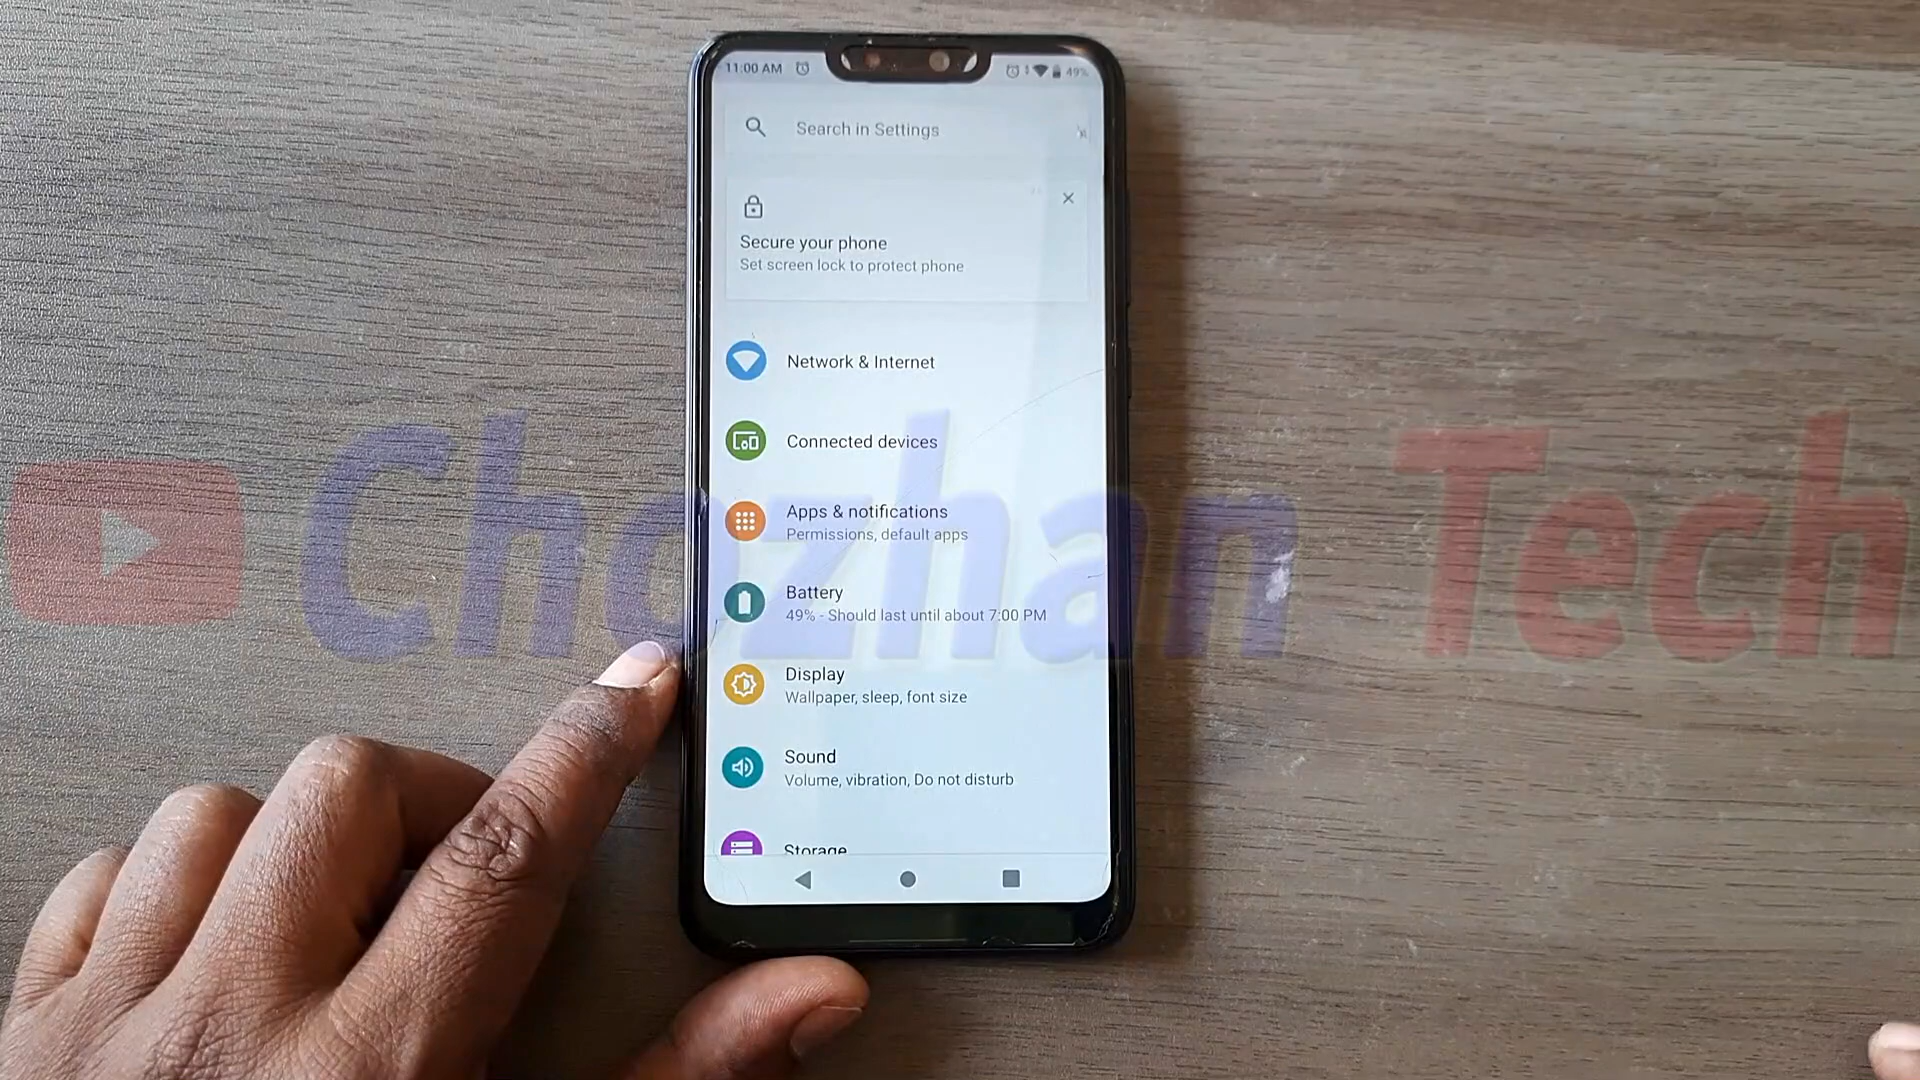 11:00 AM
49%
Search in Settings
Secure your phone
Set screen lock to protect phone
Network & Internet
Connected devices
Apps & notifications
Permissions, default apps
Battery
49% - Should last until about 7:00 PM
Display
Wallpaper, sleep, font size
Sound
Volume, vibration, Do not disturb
Storage
Chozhan Tech